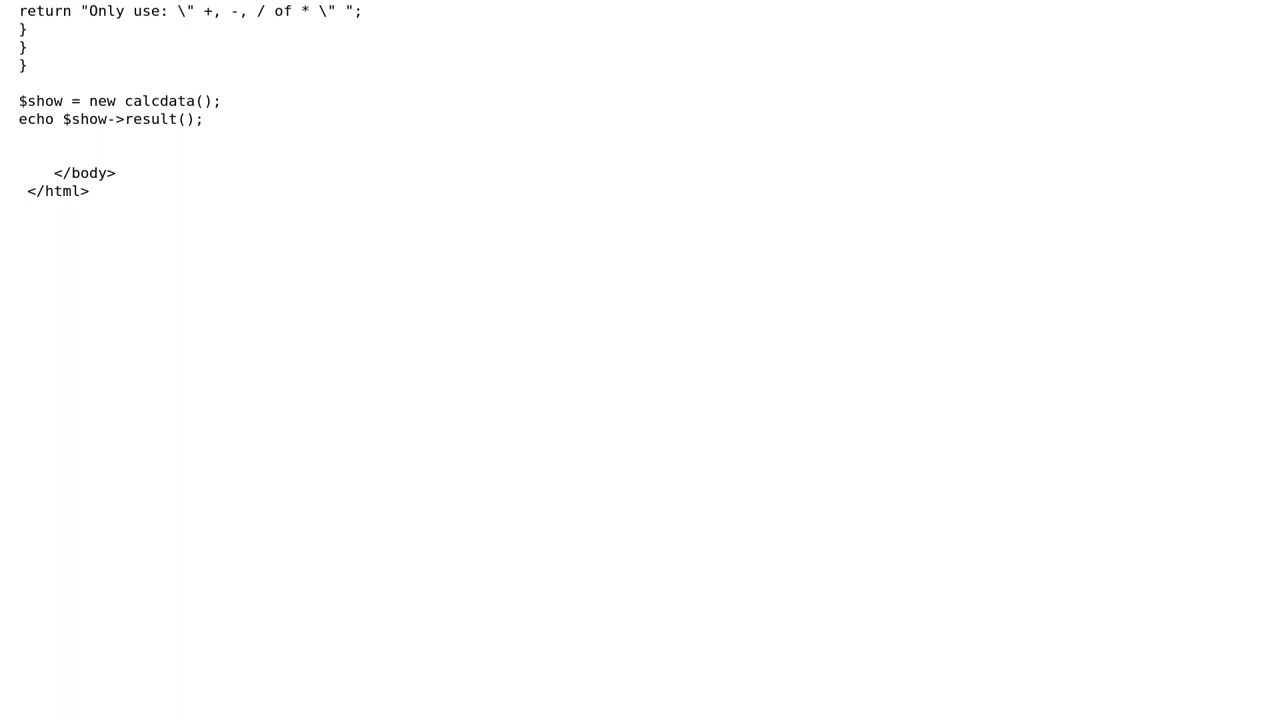 return "Only use: \" +, -, / of * \" ";
}
}
}
$show = new calcdata();
echo $show->result();
</body>
</html>